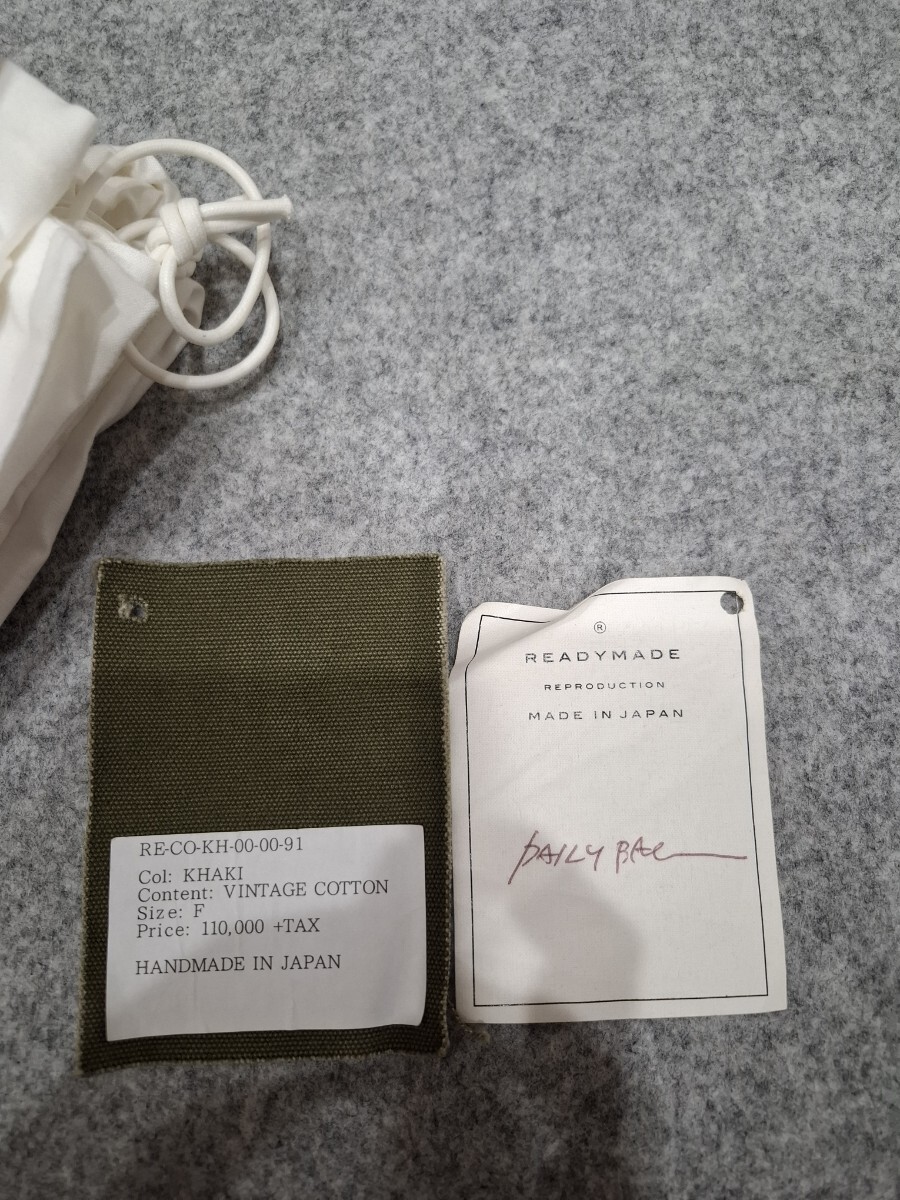 RE-CO-KH-00-00-91
Col: KHAKI
Content: VINTAGE COTTON
Size: F
Price: 110,000 +TAX
HANDMADE IN JAPAN
®
READYMADE
REPRODUCTION
MADE IN JAPAN
DAILY BAG